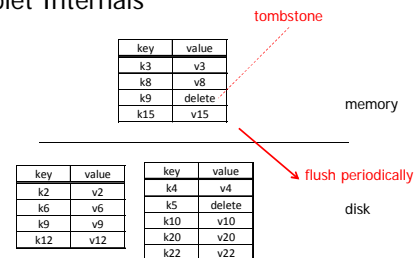 plet Internals
tombstone
key value
k3 v3
k8 v8
k9 delete
k15 v15
memory
flush periodically
disk
key value
k2 v2
k6 v6
k9 v9
k12 v12
key value
k4 v4
k5 delete
k10 v10
k20 v20
k22 v22